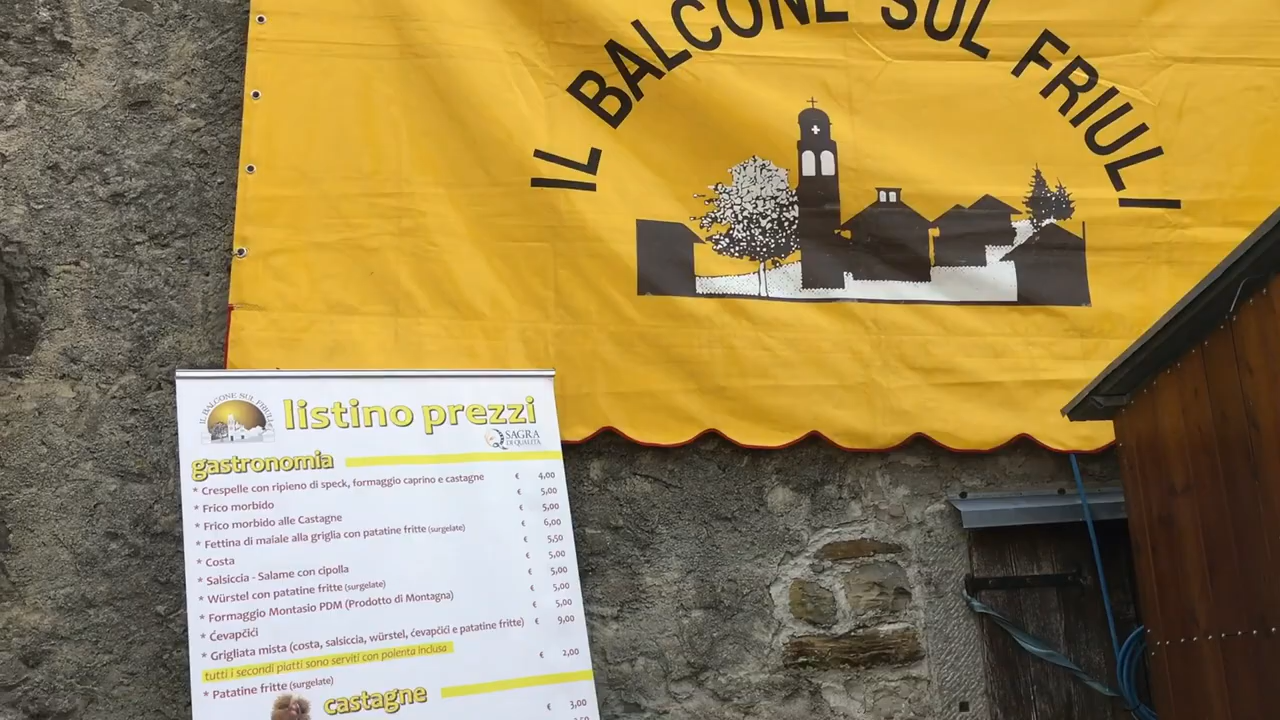 IL BALCONE SUL FRIULI
IL BALCONE SUL FRIULI
listino prezzi
SAGRA
DI QUALITÀ
gastronomia
* Crespelle con ripieno di speck, formaggio caprino e castagne € 4,00
* Frico morbido € 5,00
* Frico morbido alle Castagne € 5,00
* Fettina di maiale alla griglia con patatine fritte (surgelate) € 6,00
* Costa € 5,50
* Salsiccia - Salame con cipolla € 5,00
* Würstel con patatine fritte (surgelate) € 5,00
* Formaggio Montasio PDM (Prodotto di Montagna) € 5,00
* Ćevapčići € 5,00
* Grigliata mista (costa, salsiccia, würstel, ćevapčići e patatine fritte) € 9,00
tutti i secondi piatti sono serviti con polenta inclusa
* Patatine fritte (surgelate) € 2,00
castagne
€ 3,00